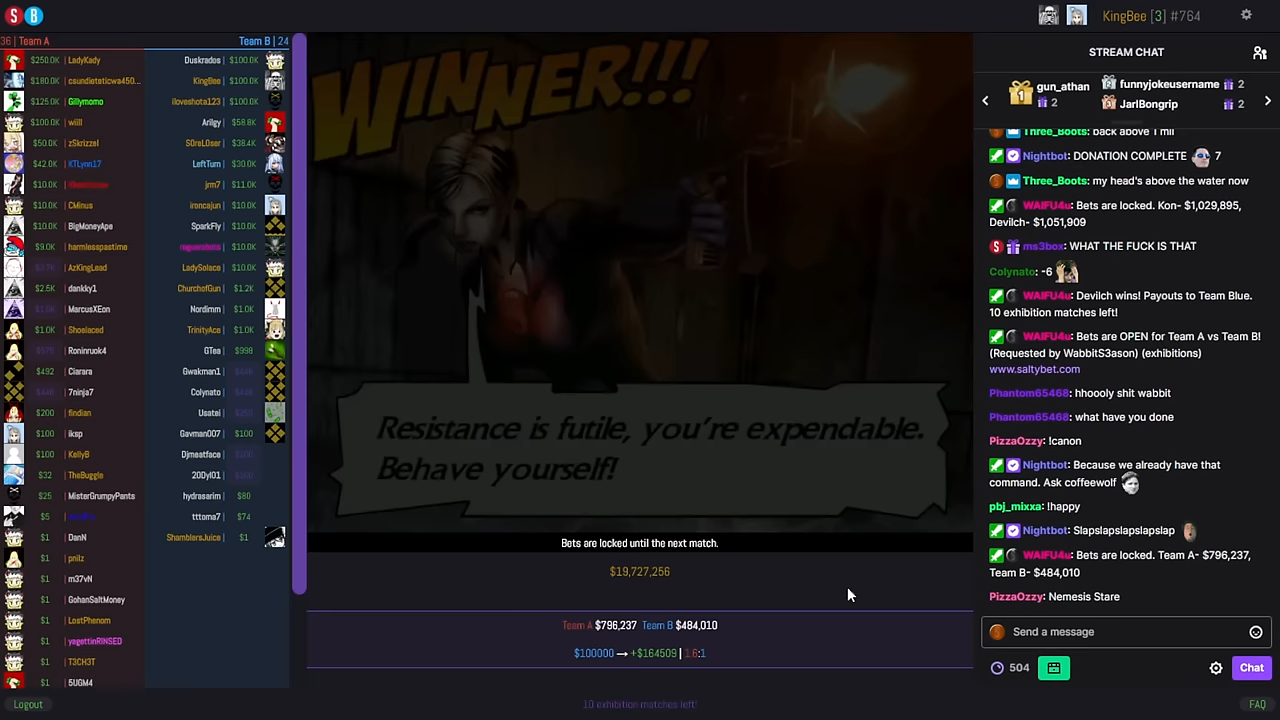 S B
KingBee [3] #764
36 | Team A
Team B | 24
$250.0K | LadyKady
Duskrados | $100.0K
$180.0K | csundieteticwa450...
KingBee | $100.0K
$125.0K | Gillymomo
iloveshota123 | $100.0K
$100.0K | wiill
Arilgy | $58.8K
$50.0K | zSkrizzel
S0reL0ser | $38.4K
$42.0K | KTLynn17
LeftTurn | $30.0K
$10.0K |
jrm7 | $11.0K
$10.0K | CMinus
ironcajun | $10.0K
$10.0K | BigMoneyApe
SparkFly | $10.0K
$9.0K | harmlesspastime
| $10.0K
| AzKingLead
LadySolace | $10.0K
$2.5K | dankky1
ChurchofGun | $1.2K
| MarcusXEon
Nordimm | $1.0K
$1.0K | Shoelaced
TrinityAce | $1.0K
| Roninruok4
GTea | $998
$492 | Ciarara
Gwakman1 |
| 7ninja7
Colynato |
$200 | findian
Usatei |
$100 | iksp
Gavman007 | $100
$100 | KellyB
Djmeatface |
$32 | TheBuggle
20Dyl01 |
$25 | MisterGrumpyPants
hydrasarim | $80
$5 |
tttoma7 | $74
$1 | DanN
ShamblersJuice | $1
$1 | pnilz
$1 | m37vN
$1 | GohanSaltMoney
$1 | LostPhenom
$1 | yagettinRINSED
$1 | T3CH3T
$1 | 5UGM4
Logout
WINNER!!!
Resistance is futile, you're expendable.
Behave yourself!
Bets are locked until the next match.
$19,727,256
Team A $796,237 Team B $484,010
$100000 → +$164509 | 1.6:1
10 exhibition matches left!
STREAM CHAT
1 gun_athan
2
funnyjokeusername 2
JarlBongrip 2
Three_Boots: back above 1 mil
Nightbot: DONATION COMPLETE 7
Three_Boots: my head's above the water now
WAIFU4u: Bets are locked. Kon- $1,029,895,
Devilch- $1,051,909
ms3box: WHAT THE FUCK IS THAT
Colynato: -6
WAIFU4u: Devilch wins! Payouts to Team Blue.
10 exhibition matches left!
WAIFU4u: Bets are OPEN for Team A vs Team B!
(Requested by WabbitS3ason) (exhibitions)
www.saltybet.com
Phantom65468: hhooly shit wabbit
Phantom65468: what have you done
PizzaOzzy: !canon
Nightbot: Because we already have that
command. Ask coffeewolf
pbj_mixxa: !happy
Nightbot: Slapslapslapslapslap
WAIFU4u: Bets are locked. Team A- $796,237,
Team B- $484,010
PizzaOzzy: Nemesis Stare
Send a message
504
Chat
FAQ